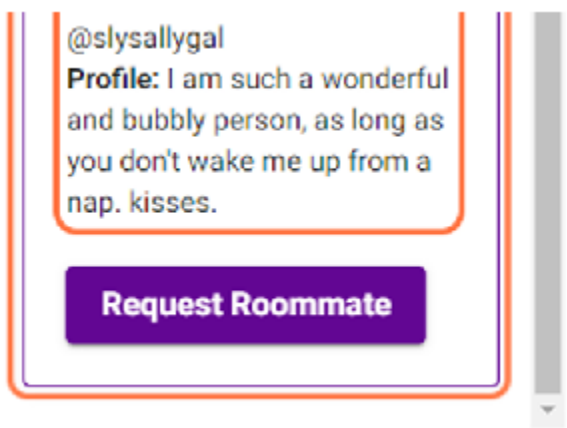 @slysallygal
Profile: I am such a wonderful
and bubbly person, as long as
you don't wake me up from a
nap. kisses.
Request Roommate